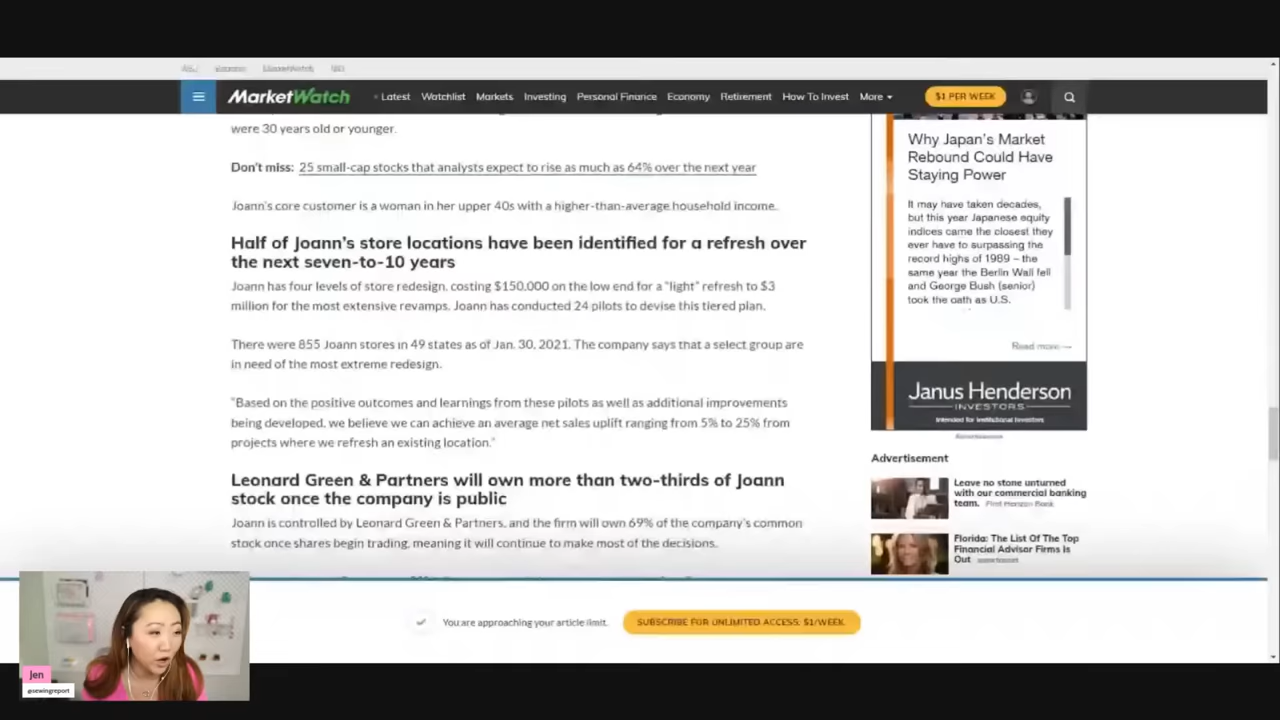 MarketWatch
Latest Watchlist Markets Investing Personal Finance Economy Retirement How To Invest More
$1 PER WEEK
were 30 years old or younger.
Don't miss: 25 small-cap stocks that analysts expect to rise as much as 64% over the next year
Joann's core customer is a woman in her upper 40s with a higher-than-average household income.
Half of Joann's store locations have been identified for a refresh over
the next seven-to-10 years
Joann has four levels of store redesign, costing $150,000 on the low end for a "light" refresh to $3
million for the most extensive revamps. Joann has conducted 24 pilots to devise this tiered plan.
There were 855 Joann stores in 49 states as of Jan. 30, 2021. The company says that a select group are
in need of the most extreme redesign.
"Based on the positive outcomes and learnings from these pilots as well as additional improvements
being developed, we believe we can achieve an average net sales uplift ranging from 5% to 25% from
projects where we refresh an existing location."
Leonard Green & Partners will own more than two-thirds of Joann
stock once the company is public
Joann is controlled by Leonard Green & Partners, and the firm will own 69% of the company's common
stock once shares begin trading, meaning it will continue to make most of the decisions.
Why Japan's Market
Rebound Could Have
Staying Power
It may have taken decades,
but this year Japanese equity
indices came the closest they
ever have to surpassing the
record highs of 1989 – the
same year the Berlin Wall fell
and George Bush (senior)
took the oath as U.S.
Read more
Janus Henderson
INVESTORS
Intended for Institutional Investors
Advertisement
Advertisement
Leave no stone unturned
with our commercial banking
team. First Horizon Bank
Florida: The List Of The Top
Financial Advisor Firms Is
Out
You are approaching your article limit.
SUBSCRIBE FOR UNLIMITED ACCESS: $1/WEEK
Jen
@sewingreport